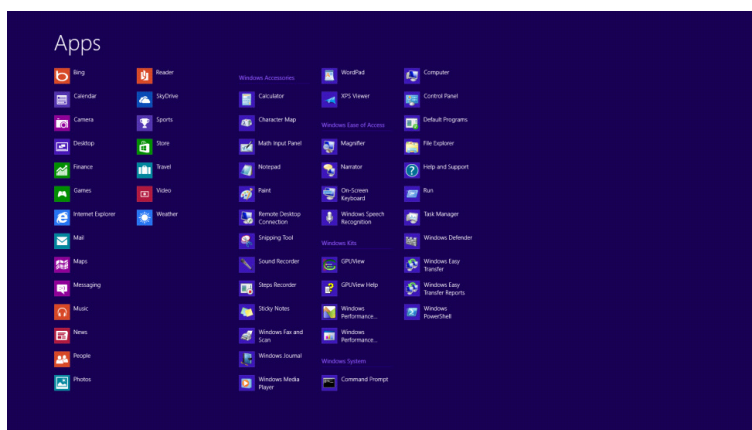 Apps
Bing
Calendar
Camera
Desktop
Finance
Games
Internet Explorer
Mail
Maps
Messaging
Music
News
People
Photos
Reader
SkyDrive
Sports
Store
Travel
Video
Weather
Windows Accessories
Calculator
Character Map
Math Input Panel
Notepad
Paint
Remote Desktop
Connection
Snipping Tool
Sound Recorder
Steps Recorder
Sticky Notes
Windows Fax and
Scan
Windows Journal
Windows Media
Player
WordPad
XPS Viewer
Windows Ease of Access
Magnifier
Narrator
On-Screen
Keyboard
Windows Speech
Recognition
Windows Kits
GPUView
GPUView Help
Windows
Performance...
Windows
Performance...
Windows System
Command Prompt
Computer
Control Panel
Default Programs
File Explorer
Help and Support
Run
Task Manager
Windows Defender
Windows Easy
Transfer
Windows Easy
Transfer Reports
Windows
PowerShell